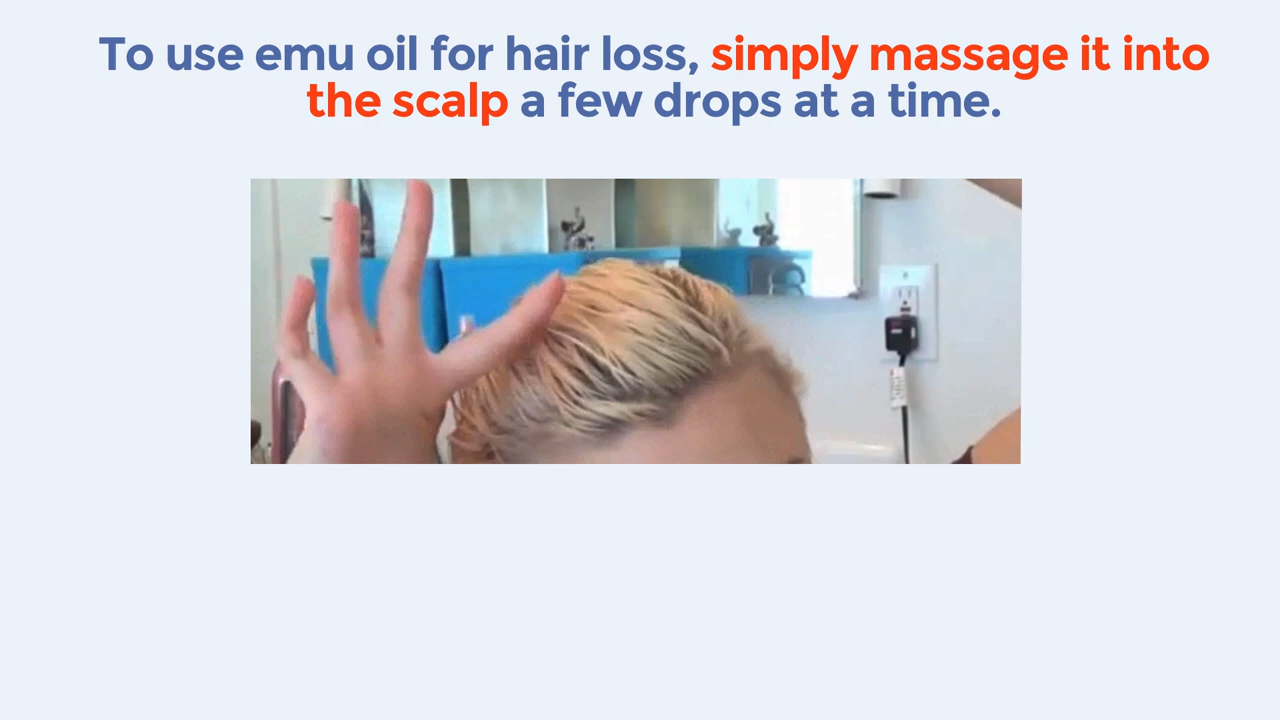 To use emu oil for hair loss, simply massage it into
the scalp a few drops at a time.